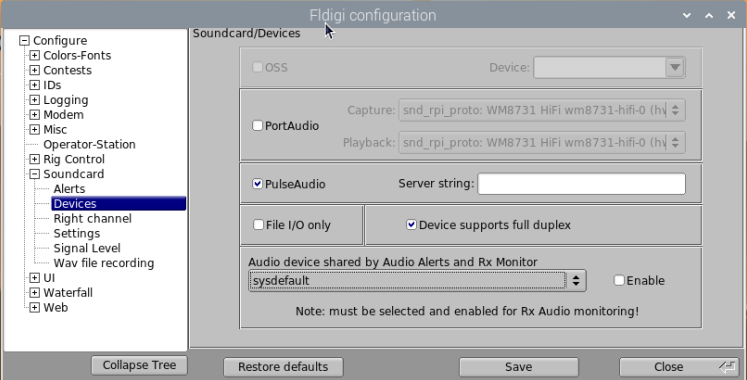 Fldigi configuration
Configure
Colors-Fonts
Contests
IDs
Logging
Modem
Misc
Operator-Station
Rig Control
Soundcard
Alerts
Devices
Right channel
Settings
Signal Level
Wav file recording
UI
Waterfall
Web
Collapse Tree
Soundcard/Devices
OSS Device:
Capture: snd_rpi_proto: WM8731 HiFi wm8731-hifi-0 (hw
PortAudio
Playback: snd_rpi_proto: WM8731 HiFi wm8731-hifi-0 (hw
PulseAudio Server string:
File I/O only Device supports full duplex
Audio device shared by Audio Alerts and Rx Monitor
sysdefault Enable
Note: must be selected and enabled for Rx Audio monitoring!
Restore defaults Save Close